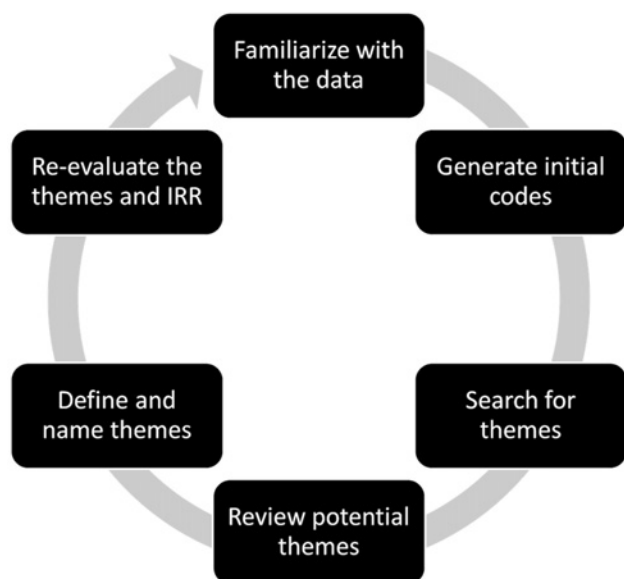 Familiarize with
the data
Generate initial
codes
Search for
themes
Review potential
themes
Define and
name themes
Re-evaluate the
themes and IRR